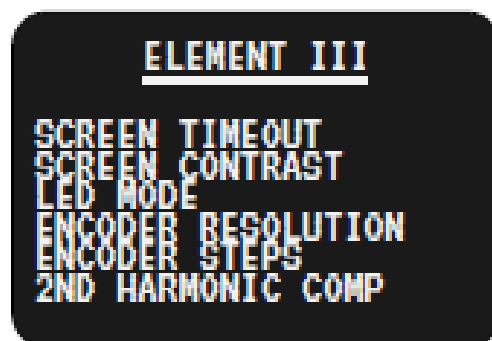 ELEMENT III
SCREEN TIMEOUT
SCREEN CONTRAST
LED MODE
ENCODER RESOLUTION
ENCODER STEPS
2ND HARMONIC COMP